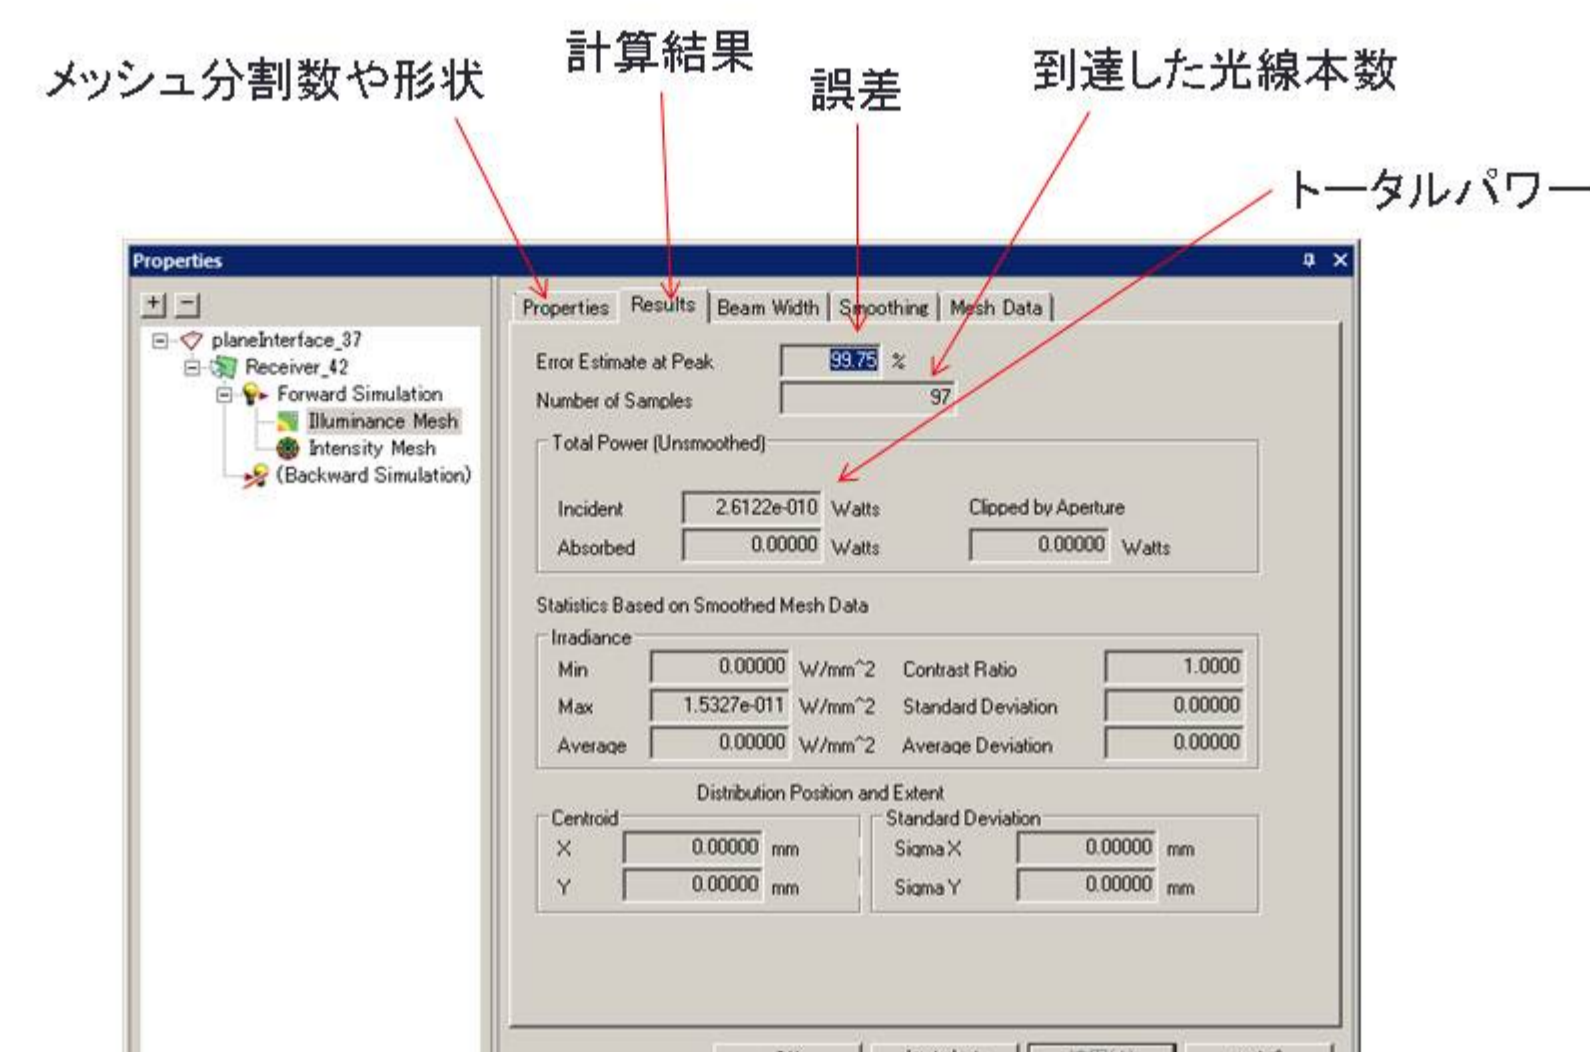 メッシュ分割数や形状
計算結果
誤差
到達した光線本数
トータルパワー
Properties
planeInterface_37
Receiver_42
Forward Simulation
Illuminance Mesh
Intensity Mesh
(Backward Simulation)
Properties Results Beam Width Smoothing Mesh Data
Error Estimate at Peak 99.75 %
Number of Samples 97
Total Power (Unsmoothed)
Incident 2.6122e-010 Watts Clipped by Aperture
Absorbed 0.00000 Watts 0.00000 Watts
Statistics Based on Smoothed Mesh Data
Irradiance
Min 0.00000 W/mm^2 Contrast Ratio 1.0000
Max 1.5327e-011 W/mm^2 Standard Deviation 0.00000
Average 0.00000 W/mm^2 Average Deviation 0.00000
Distribution Position and Extent
Centroid Standard Deviation
X 0.00000 mm Sigma X 0.00000 mm
Y 0.00000 mm Sigma Y 0.00000 mm